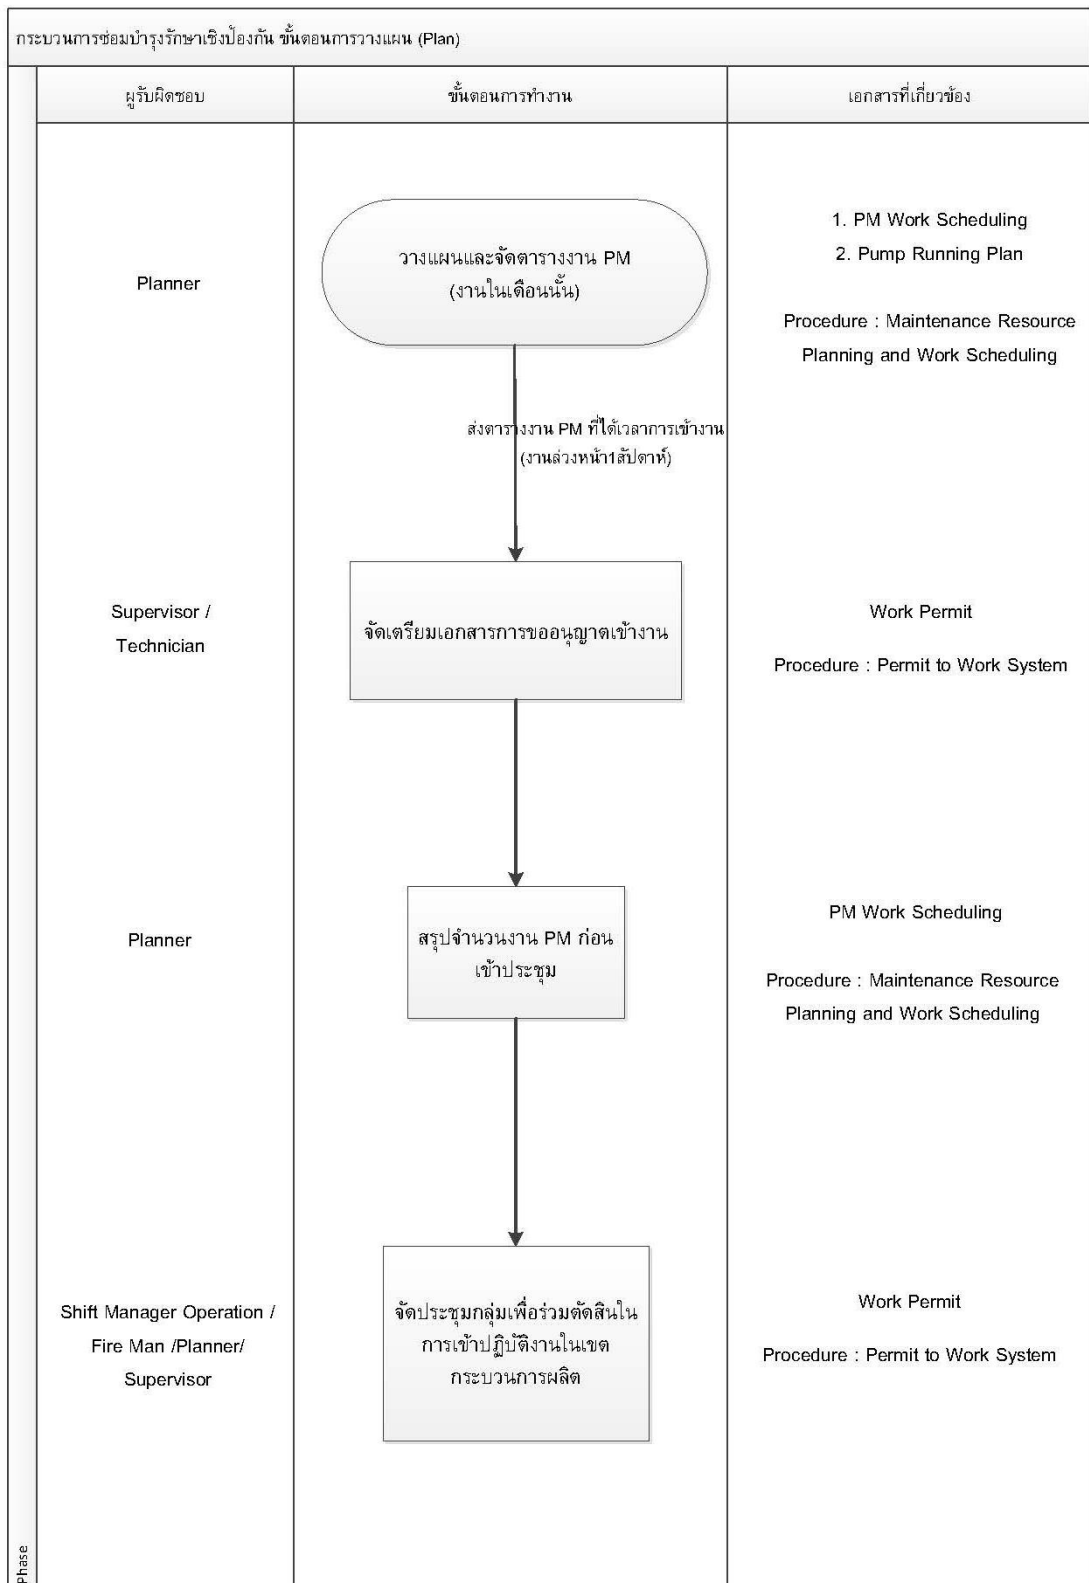 กระบวนการซ่อมบำรุงรักษาเชิงป้องกัน ขั้นตอนการวางแผน (Plan)
ผู้รับผิดชอบ
ขั้นตอนการทำงาน
เอกสารที่เกี่ยวข้อง
Planner
วางแผนและจัดตารางงาน PM
(งานในเดือนนั้น)
1. PM Work Scheduling
2. Pump Running Plan
Procedure : Maintenance Resource
Planning and Work Scheduling
ส่งตารางงาน PM ที่ได้เวลาการเข้างาน
(งานล่วงหน้า1สัปดาห์)
Supervisor /
Technician
จัดเตรียมเอกสารการขออนุญาตเข้างาน
Work Permit
Procedure : Permit to Work System
Planner
สรุปจำนวนงาน PM ก่อน
เข้าประชุม
PM Work Scheduling
Procedure : Maintenance Resource
Planning and Work Scheduling
Shift Manager Operation /
Fire Man /Planner/
Supervisor
จัดประชุมกลุ่มเพื่อร่วมตัดสินใน
การเข้าปฏิบัติงานในเขต
กระบวนการผลิต
Work Permit
Procedure : Permit to Work System
Phase